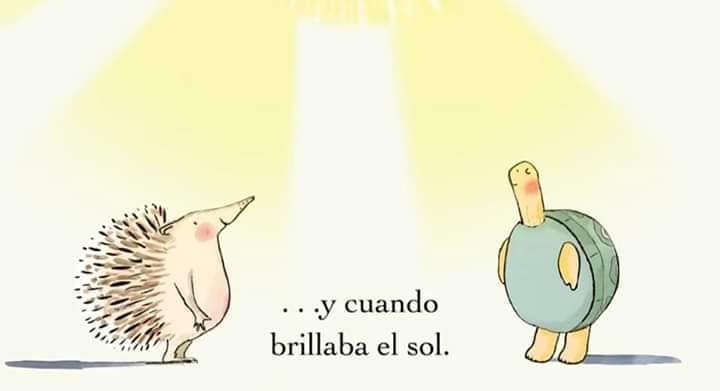 . . .y cuando
brillaba el sol.